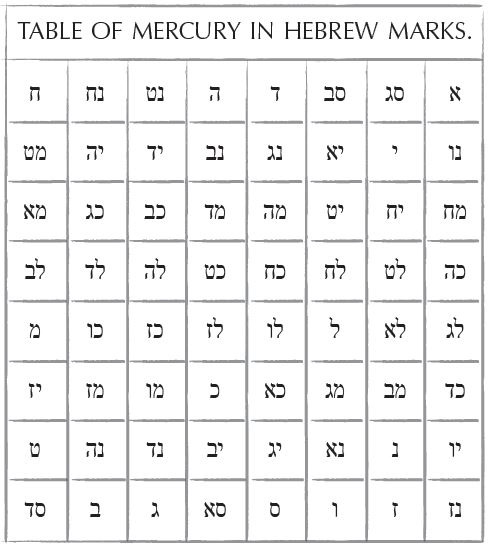 TABLE OF MERCURY IN HEBREW MARKS.
א סג סב ד ה נט נח ח
נו י יא נג נב יד יה מט
מח יח יט מה מד כב כג מא
כה לט לח כח כט לה לד לב
לג לא ל לו לז כז כו מ
כד מב מג כא כ מו מז יז
יו נ נא יג יב נד נה ט
נז ז ו ס סא ג ב סד